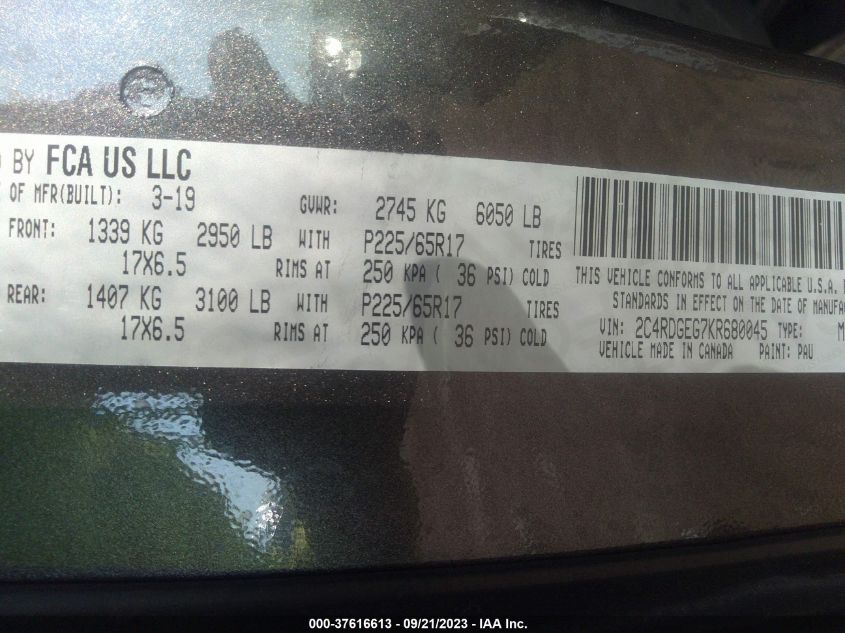 BY FCA US LLC
OF MFR(BUILT): 3-19 GVWR: 2745 KG 6050 LB
FRONT: 1339 KG 2950 LB WITH P225/65R17 TIRES
17X6.5 RIMS AT 250 KPA ( 36 PSI) COLD
REAR: 1407 KG 3100 LB WITH P225/65R17 TIRES
17X6.5 RIMS AT 250 KPA ( 36 PSI) COLD
THIS VEHICLE CONFORMS TO ALL APPLICABLE U.S.A.
STANDARDS IN EFFECT ON THE DATE OF MANUFA
VIN: 2C4RDGEG7KR680045 TYPE: M
VEHICLE MADE IN CANADA PAINT: PAU
000-37616613 - 09/21/2023 - IAA Inc.